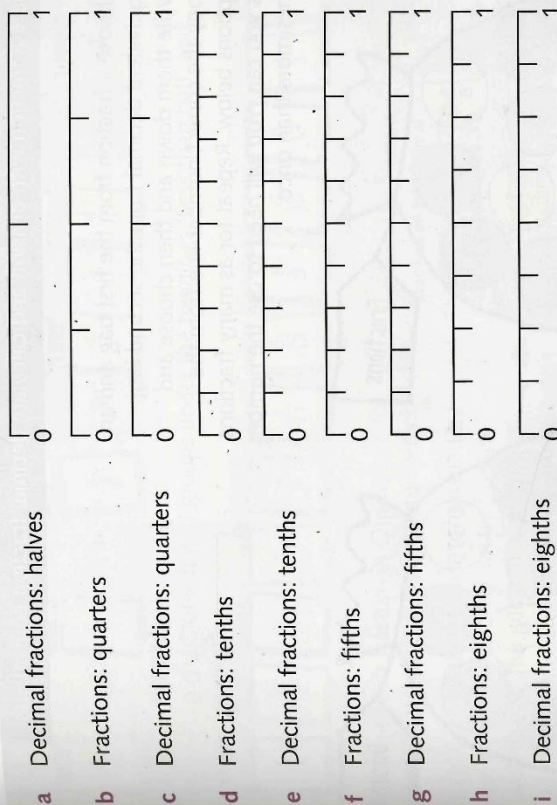 a Decimal fractions: halves 0 1
b Fractions: quarters 0 1
c Decimal fractions: quarters 0 1
d Fractions: tenths 0 1
e Decimal fractions: tenths 0 1
f Fractions: fifths 0 1
g Decimal fractions: fifths 0 1
h Fractions: eighths 0 1
i Decimal fractions: eighths 0 1